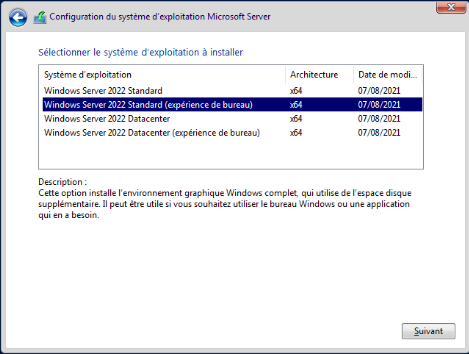 Configuration du système d'exploitation Microsoft Server
Sélectionner le système d'exploitation à installer
Système d'exploitation Architecture Date de modi...
Windows Server 2022 Standard x64 07/08/2021
Windows Server 2022 Standard (expérience de bureau) x64 07/08/2021
Windows Server 2022 Datacenter x64 07/08/2021
Windows Server 2022 Datacenter (expérience de bureau) x64 07/08/2021
Description :
Cette option installe l'environnement graphique Windows complet, qui utilise de l'espace disque
supplémentaire. Il peut être utile si vous souhaitez utiliser le bureau Windows ou une application
qui en a besoin.
Suivant